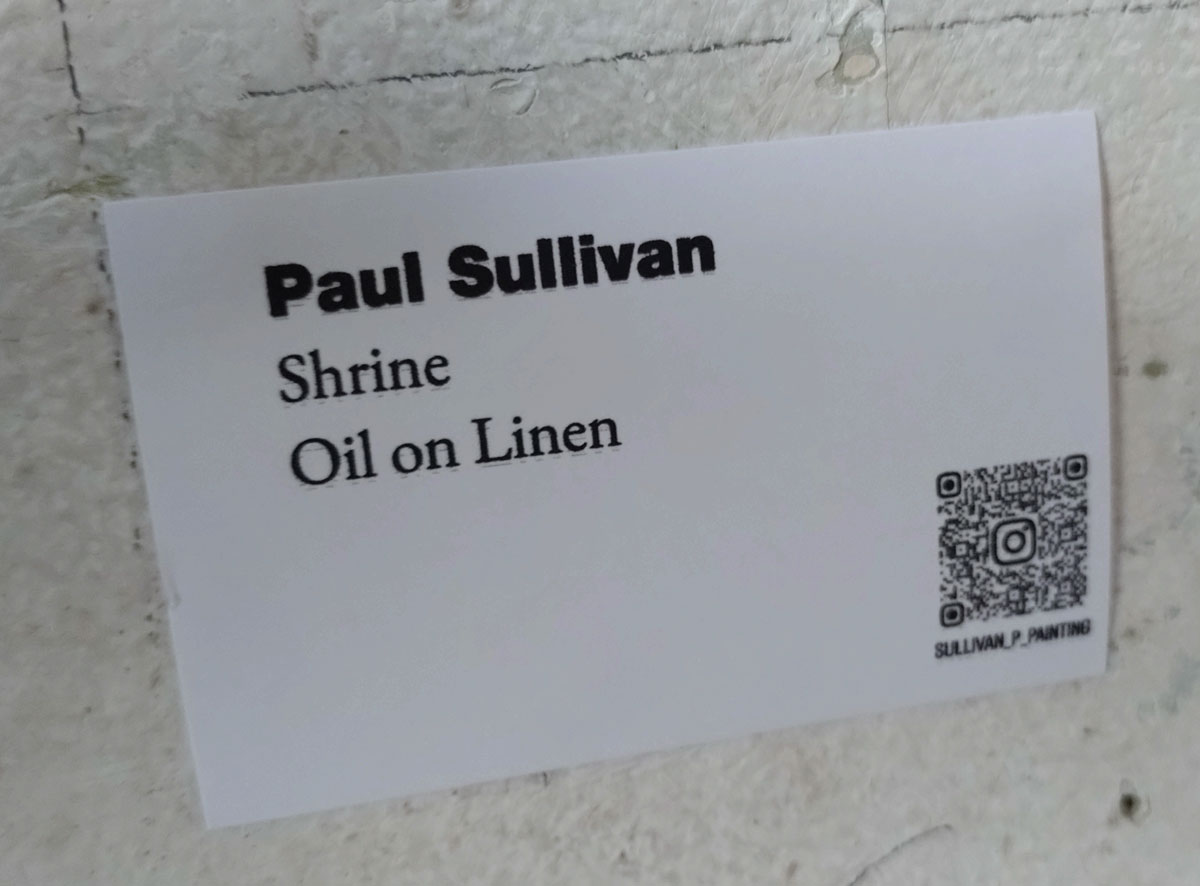 Paul Sullivan
Shrine
Oil on Linen
SULLIVAN_P_PAINTING